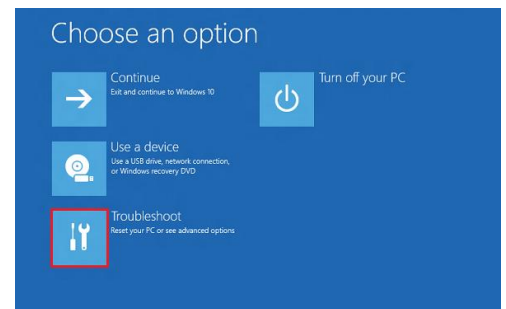 Choose an option
Continue
Exit and continue to Windows 10
Turn off your PC
Use a device
Use a USB drive, network connection,
or Windows recovery DVD
Troubleshoot
Reset your PC or see advanced options